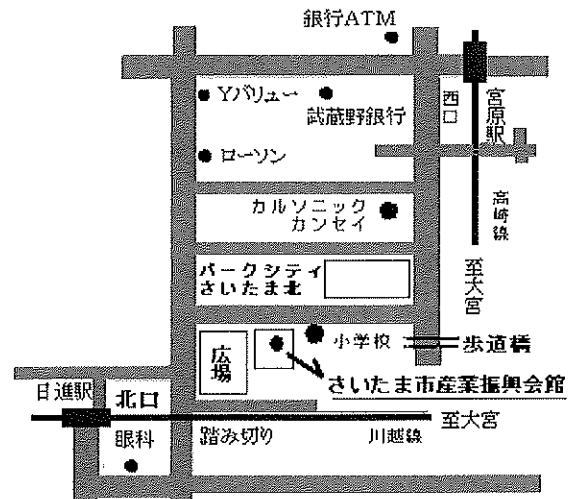 銀行ATM
Yバリュー
武蔵野銀行
西口
宮原駅
ローソン
高崎線
カルソニック
カンセイ
至大宮
パークシティ
さいたま北
広場
小学校
歩道橋
さいたま市産業振興会館
日進駅
北口
至大宮
眼科
踏み切り
川越線